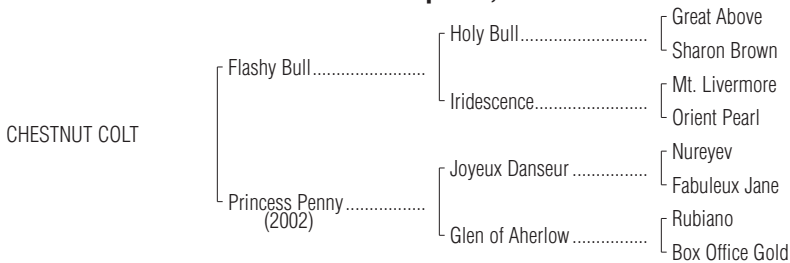 Great Above
Holy Bull..............................
Sharon Brown
Flashy Bull..........................
Mt. Livermore
Iridescence..........................
Orient Pearl
CHESTNUT COLT
Nureyev
Joyeux Danseur .................
Fabuleux Jane
Princess Penny ..................
(2002)
Rubiano
Glen of Aherlow .................
Box Office Gold